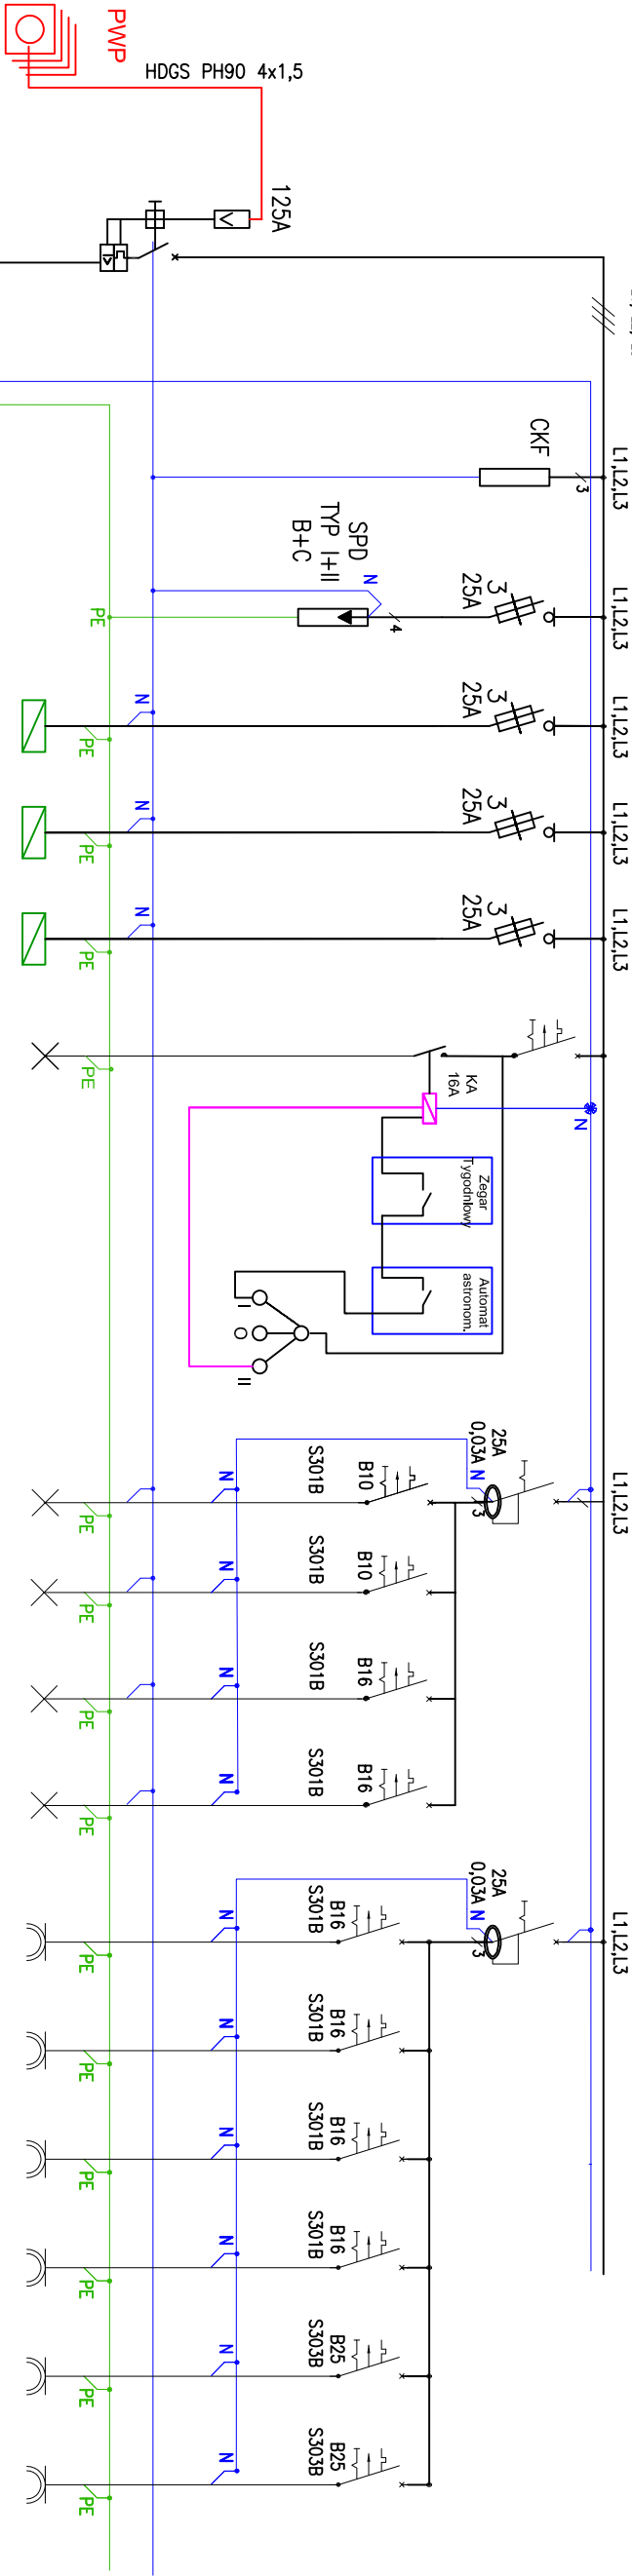 PWP
HDGS PH90 4x1,5
125A
L1,L2,L3
CKF
3
L1,L2,L3
3
25A
4
N
SPD
TYP I+II
B+C
PE
L1,L2,L3
3
25A
N
PE
L1,L2,L3
3
25A
N
PE
L1,L2,L3
3
25A
N
PE
KA
16A
N
PE
Zegar
Tygodniowy
Automat
astronom.
I
O
II
L1,L2,L3
25A
0,03A
N
3
B10
S301B
N
PE
B10
S301B
N
PE
B16
S301B
N
PE
B16
S301B
N
PE
L1,L2,L3
25A
0,03A
N
3
B16
S301B
N
PE
B16
S301B
N
PE
B16
S301B
N
PE
B16
S301B
N
PE
B25
S303B
N
PE
B25
S303B
N
PE